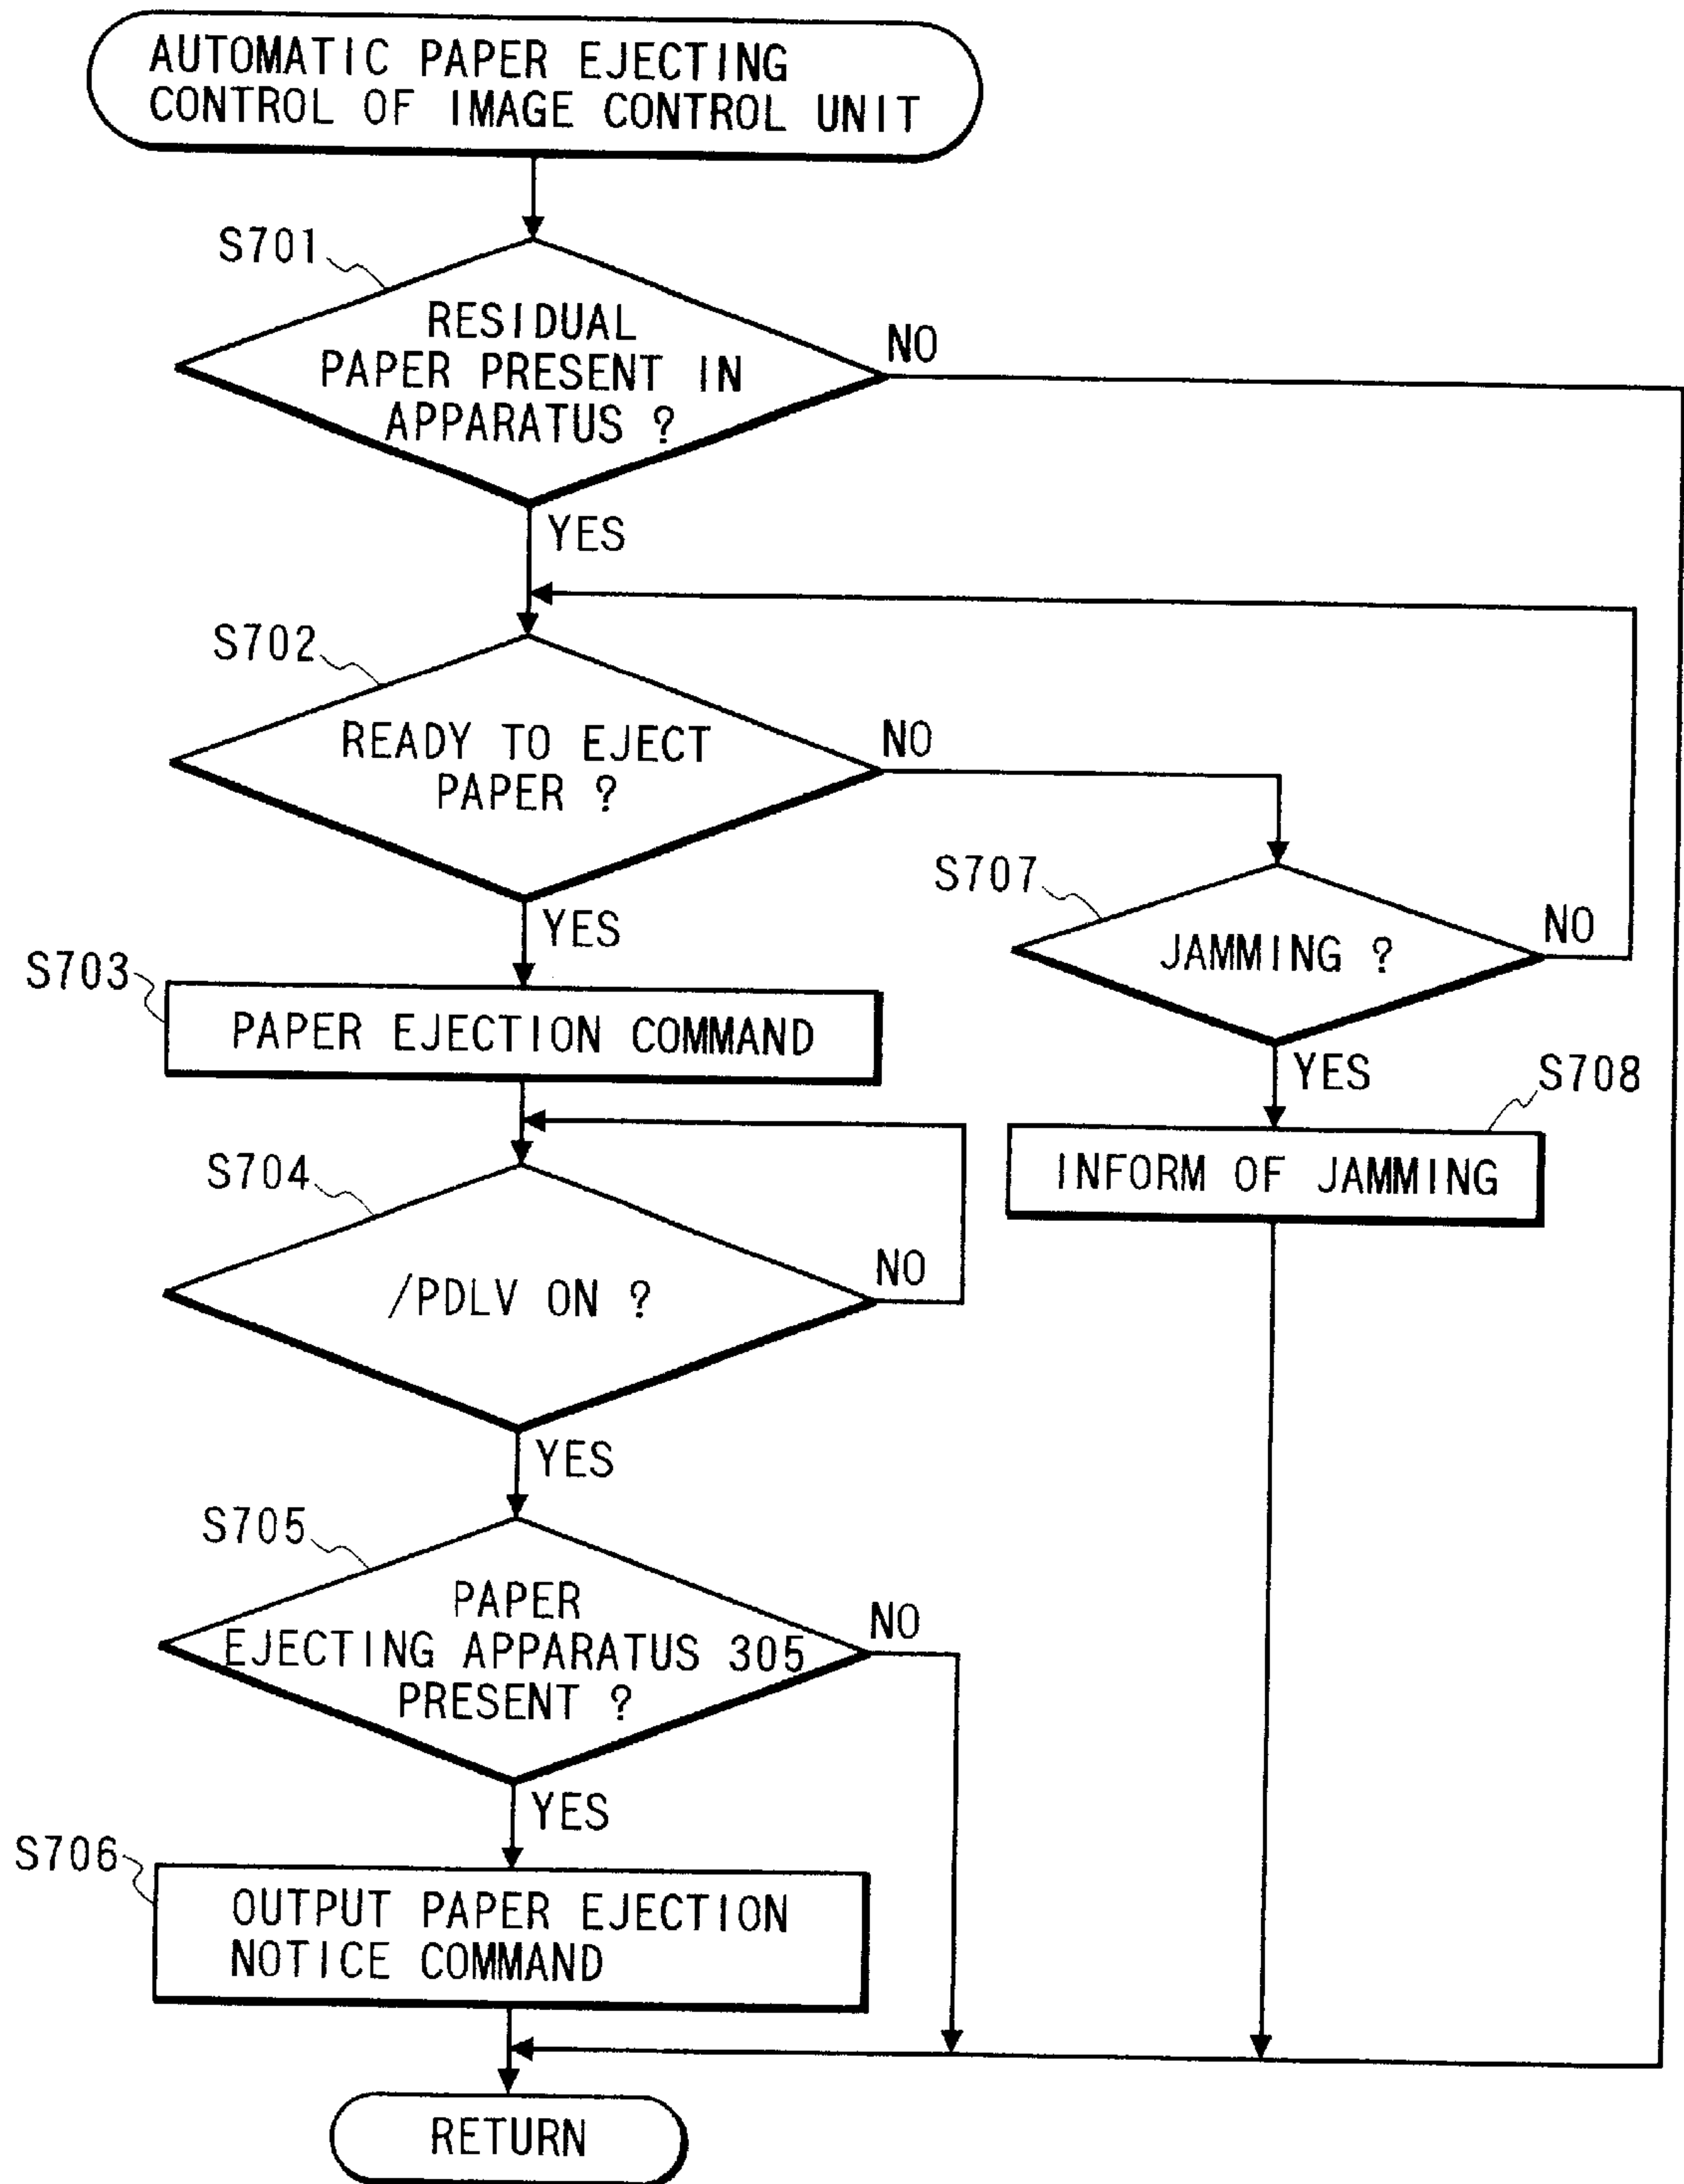 AUTOMATIC PAPER EJECTING
CONTROL OF IMAGE CONTROL UNIT
S701
RESIDUAL
PAPER PRESENT IN
APPARATUS ?
NO
YES
S702
READY TO EJECT
PAPER ?
NO
YES
S707
JAMMING ?
NO
YES
S703
PAPER EJECTION COMMAND
S708
INFORM OF JAMMING
S704
/PDLV ON ?
NO
YES
S705
PAPER
EJECTING APPARATUS 305
PRESENT ?
NO
YES
S706
OUTPUT PAPER EJECTION
NOTICE COMMAND
RETURN